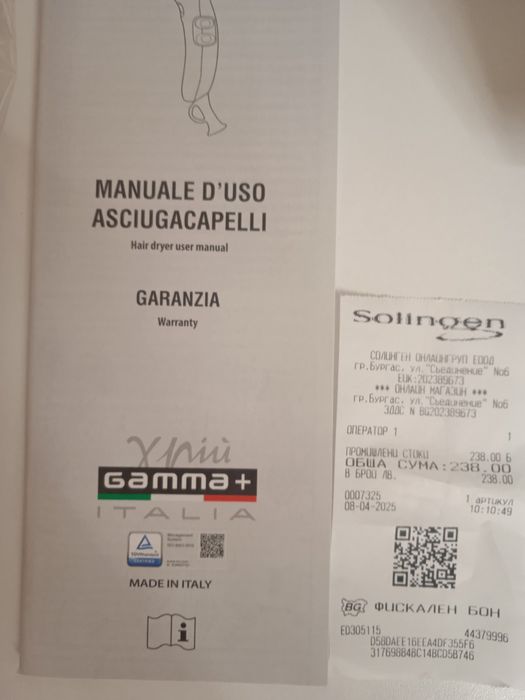 MANUALE D'USO
ASCIUGACAPELLI
Hair dryer user manual
GARANZIA
Warranty
xπiù
GAMMA+
ITALIA
MADE IN ITALY
i
Solingen
СОЛИНГЕН ОНЛАЙНГРУП ЕООД
гр.Бургас, ул. "Съединение" №6
ЕИК:202389673
*** ОНЛАЙН МАГАЗИН ***
гр.Бургас, ул. "Съединение" №6
ЗДДС N BG202389673
ОПЕРАТОР 1 1
ПРОМИШЛЕНИ СТОКИ 238.00 Б
ОБЩА СУМА: 238.00
В БРОЙ ЛВ. 238.00
0007325 1 артикул
08-04-2025 10:10:49
BG ФИСКАЛЕН БОН
ED305115 44379996
D58DAEE16EEA4DF355F6
317698848C14BCD58746